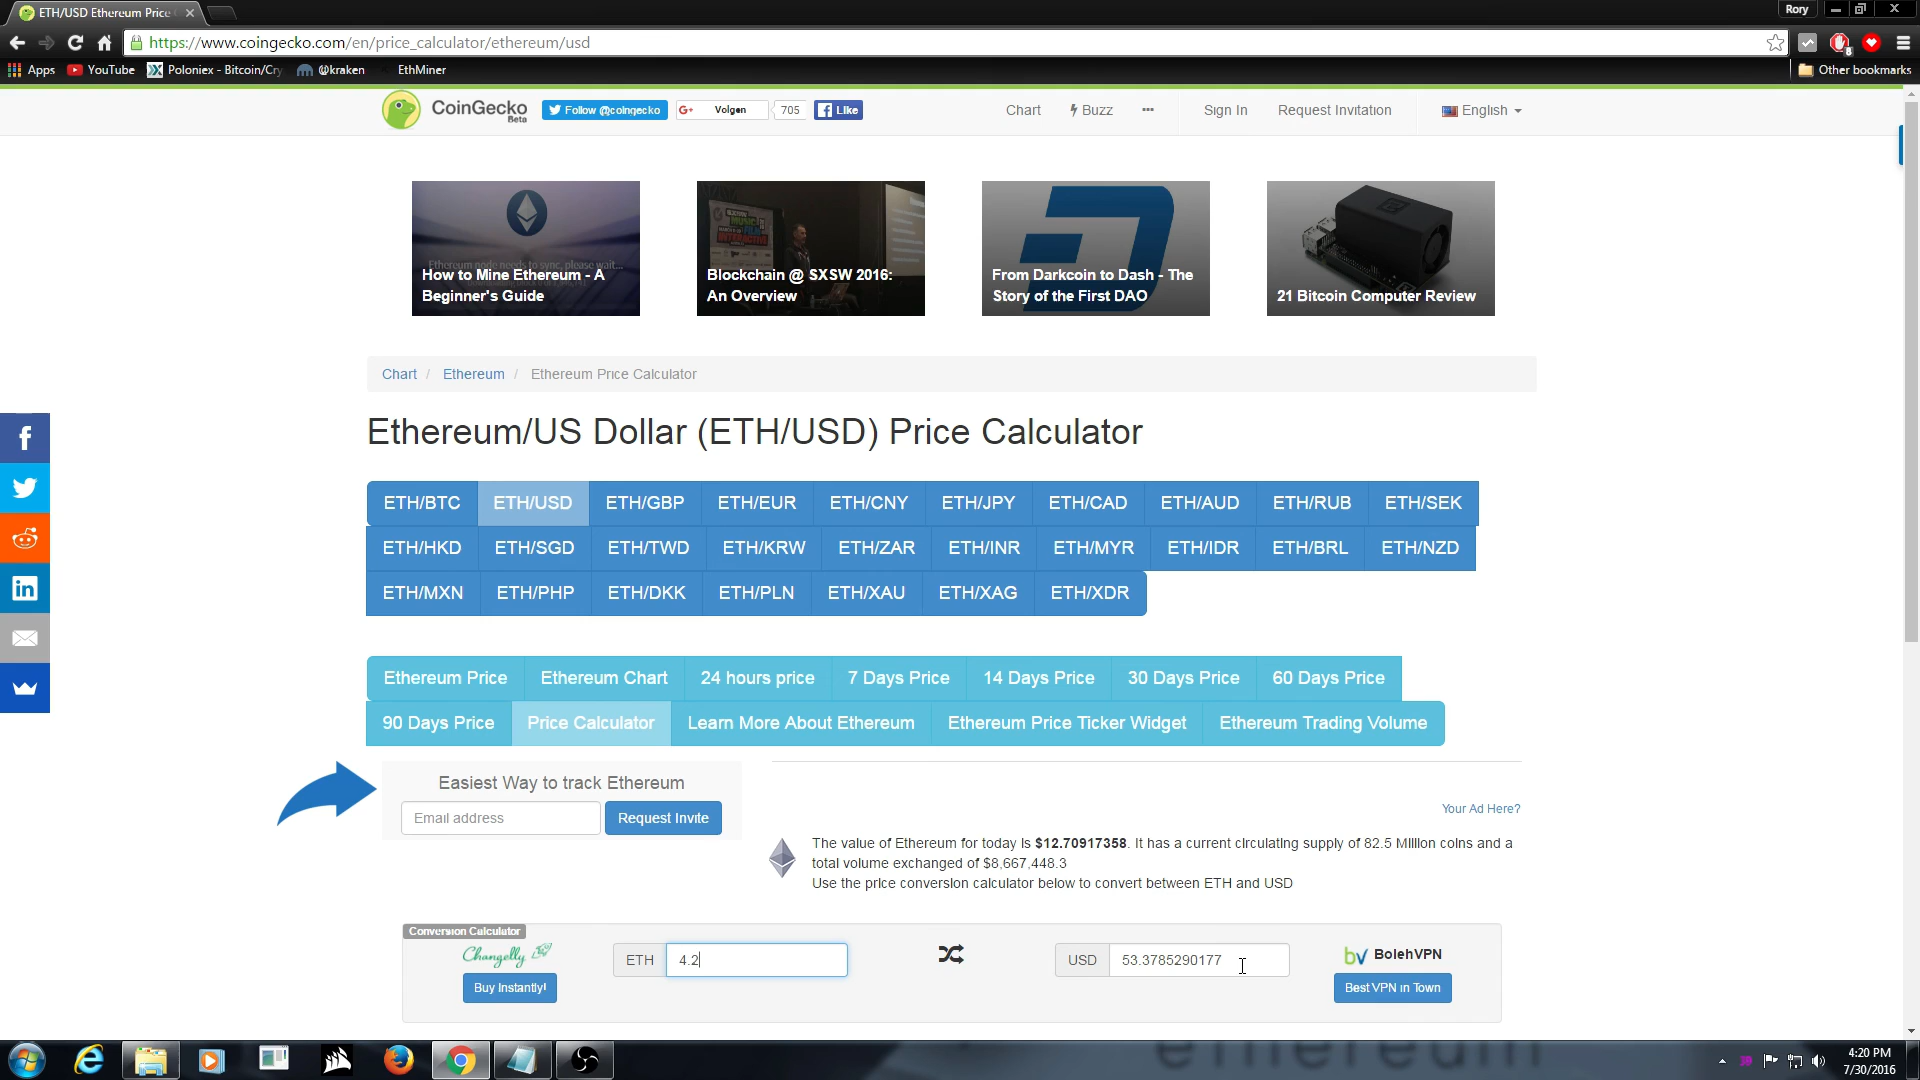 ETH/USD Ethereum Price
Rory
https://www.coingecko.com/en/price_calculator/ethereum/usd
Apps YouTube Poloniex - Bitcoin/Cry @kraken EthMiner Other bookmarks
CoinGecko
Beta
Follow @coingecko
G+ Volgen 705
Like
Chart Buzz ••• Sign In Request Invitation English
How to Mine Ethereum - A
Beginner's Guide
Blockchain @ SXSW 2016:
An Overview
From Darkcoin to Dash - The
Story of the First DAO
21 Bitcoin Computer Review
Chart / Ethereum / Ethereum Price Calculator
Ethereum/US Dollar (ETH/USD) Price Calculator
ETH/BTC ETH/USD ETH/GBP ETH/EUR ETH/CNY ETH/JPY ETH/CAD ETH/AUD ETH/RUB ETH/SEK
ETH/HKD ETH/SGD ETH/TWD ETH/KRW ETH/ZAR ETH/INR ETH/MYR ETH/IDR ETH/BRL ETH/NZD
ETH/MXN ETH/PHP ETH/DKK ETH/PLN ETH/XAU ETH/XAG ETH/XDR
Ethereum Price Ethereum Chart 24 hours price 7 Days Price 14 Days Price 30 Days Price 60 Days Price
90 Days Price Price Calculator Learn More About Ethereum Ethereum Price Ticker Widget Ethereum Trading Volume
Easiest Way to track Ethereum
Email address Request Invite
Your Ad Here?
The value of Ethereum for today is $12.70917358. It has a current circulating supply of 82.5 Million coins and a
total volume exchanged of $8,667,448.3
Use the price conversion calculator below to convert between ETH and USD
Conversion Calculator
Changelly
Buy Instantly!
ETH 4.2
USD 53.3785290177
bv BolehVPN
Best VPN in Town
4:20 PM
7/30/2016